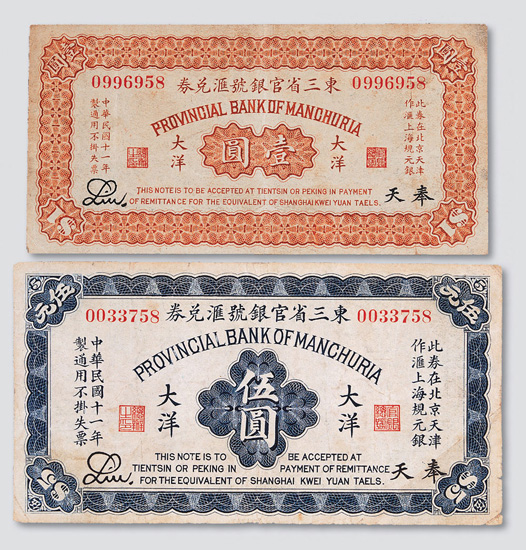 壹圓
壹圓
0996958
東三省官銀號滙兌券
0996958
PROVINCIAL BANK OF MANCHURIA
此券在北京天津
作滙上海規元銀
大洋
壹圓
中華民國十一年
製通用不掛失票
THIS NOTE IS TO BE ACCEPTED AT TIENTSIN OR PEKING IN PAYMENT
OF REMITTANCE FOR THE EQUIVALENT OF SHANGHAI KWEI YUAN TAELS.
奉天
1$
1$
伍元
伍元
0033758
東三省官銀號滙兌券
0033758
PROVINCIAL BANK OF MANCHURIA
此券在北京天津
作滙上海規元銀
大洋
伍圓
中華民國十一年
製通用不掛失票
THIS NOTE IS TO BE ACCEPTED AT
TIENTSIN OR PEKING IN PAYMENT OF REMITTANCE
FOR THE EQUIVALENT OF SHANGHAI KWEI YUAN TAELS.
奉天
5$
5$